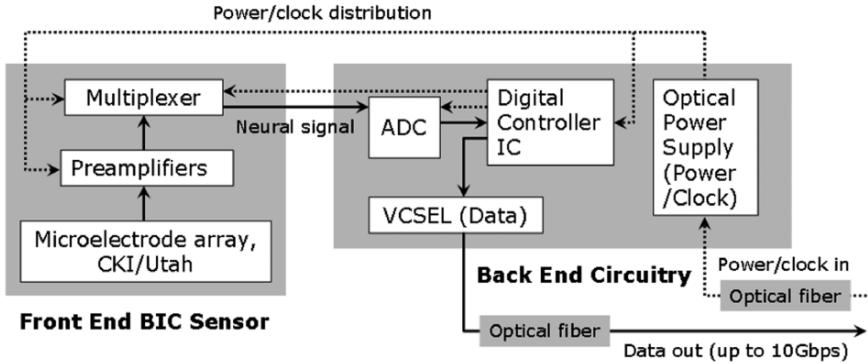 Power/clock distribution
Multiplexer
Neural signal
Preamplifiers
Microelectrode array,
CKI/Utah
Front End BIC Sensor
ADC
Digital
Controller
IC
Optical
Power
Supply
(Power
/Clock)
VCSEL (Data)
Back End Circuitry
Power/clock in
Optical fiber
Optical fiber
Data out (up to 10Gbps)